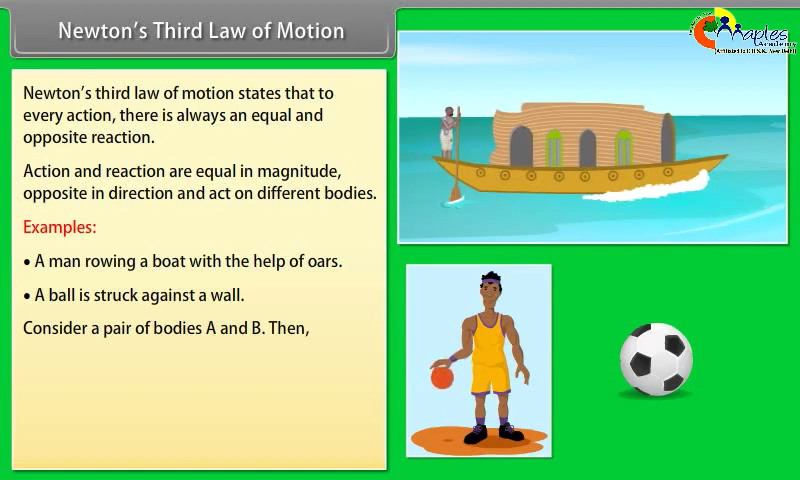 Newton's Third Law of Motion
Maples
Academy
Newton's third law of motion states that to
every action, there is always an equal and
opposite reaction.
Action and reaction are equal in magnitude,
opposite in direction and act on different bodies.
Examples:
• A man rowing a boat with the help of oars.
• A ball is struck against a wall.
Consider a pair of bodies A and B. Then,